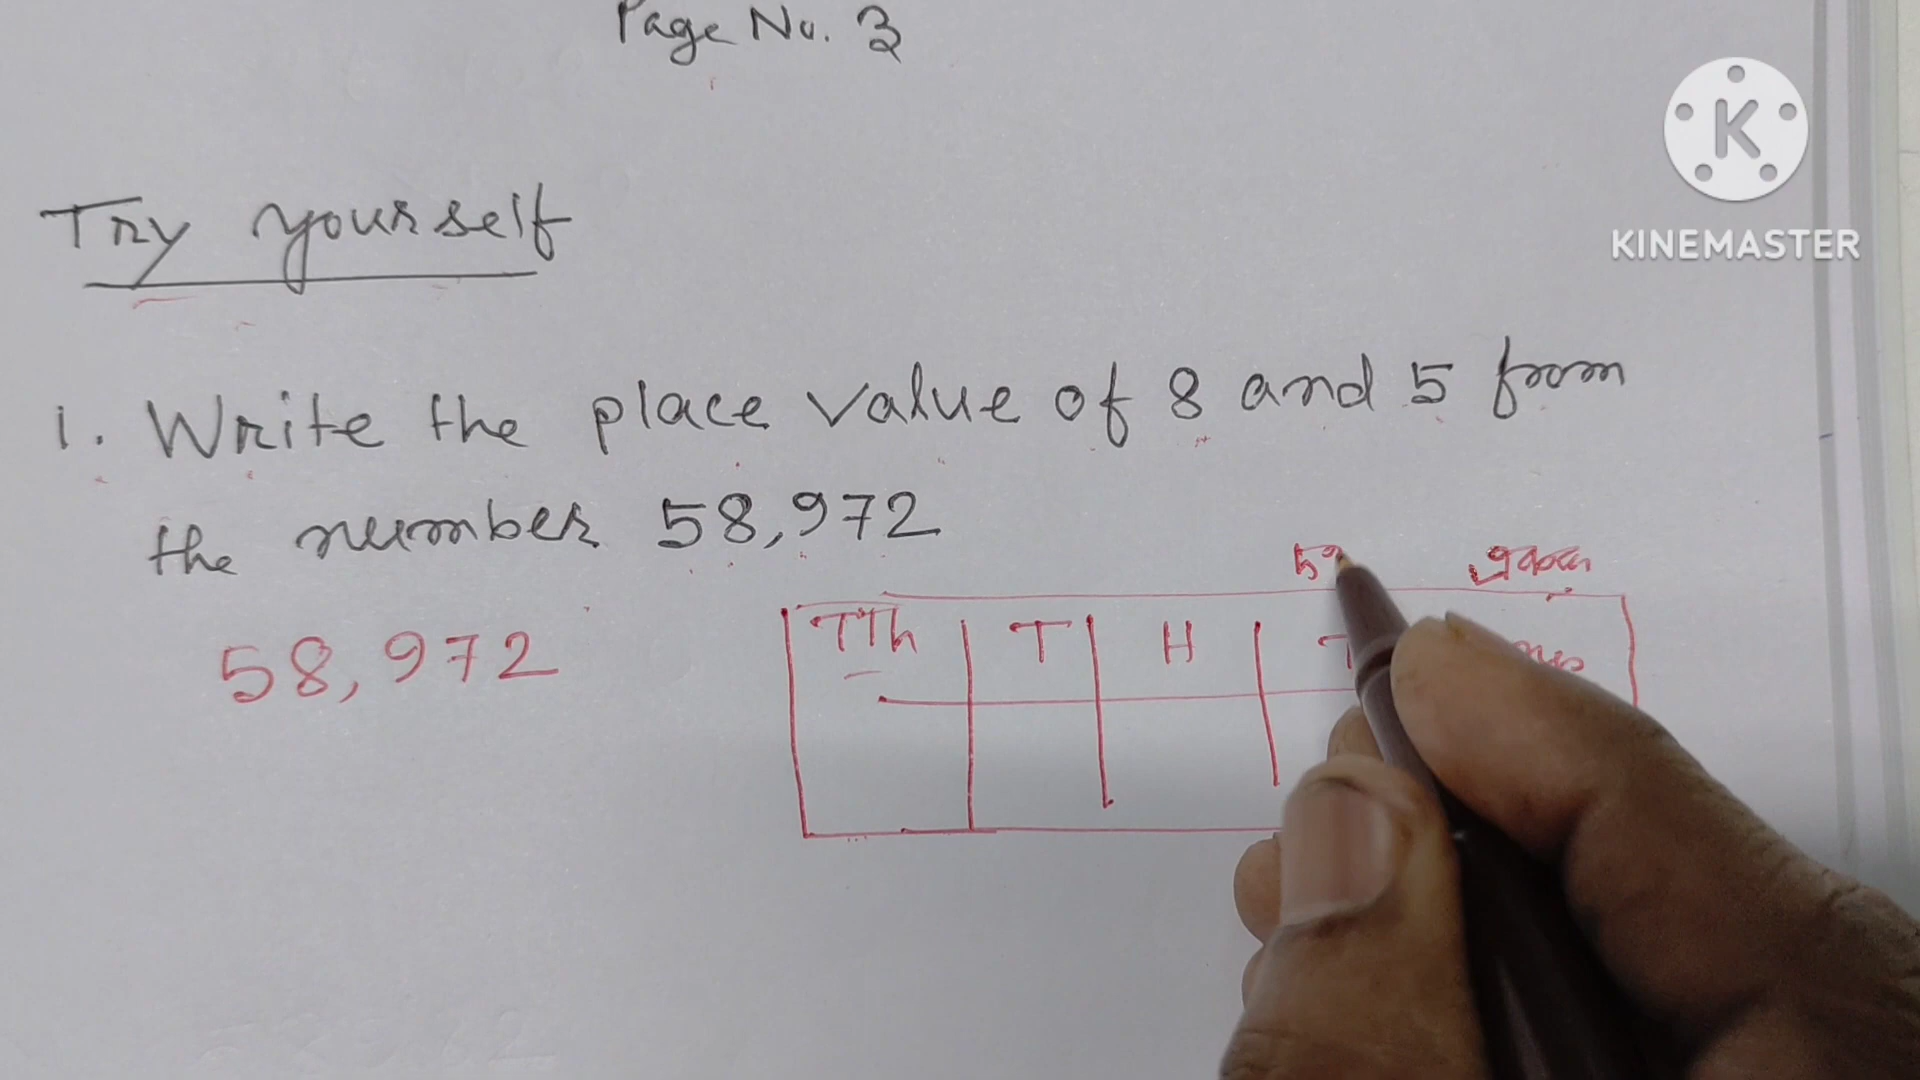 Page No. 3
K
KINEMASTER
Try yourself
1. Write the place value of 8 and 5 from
the number 58,972
58,972
TTh T H T